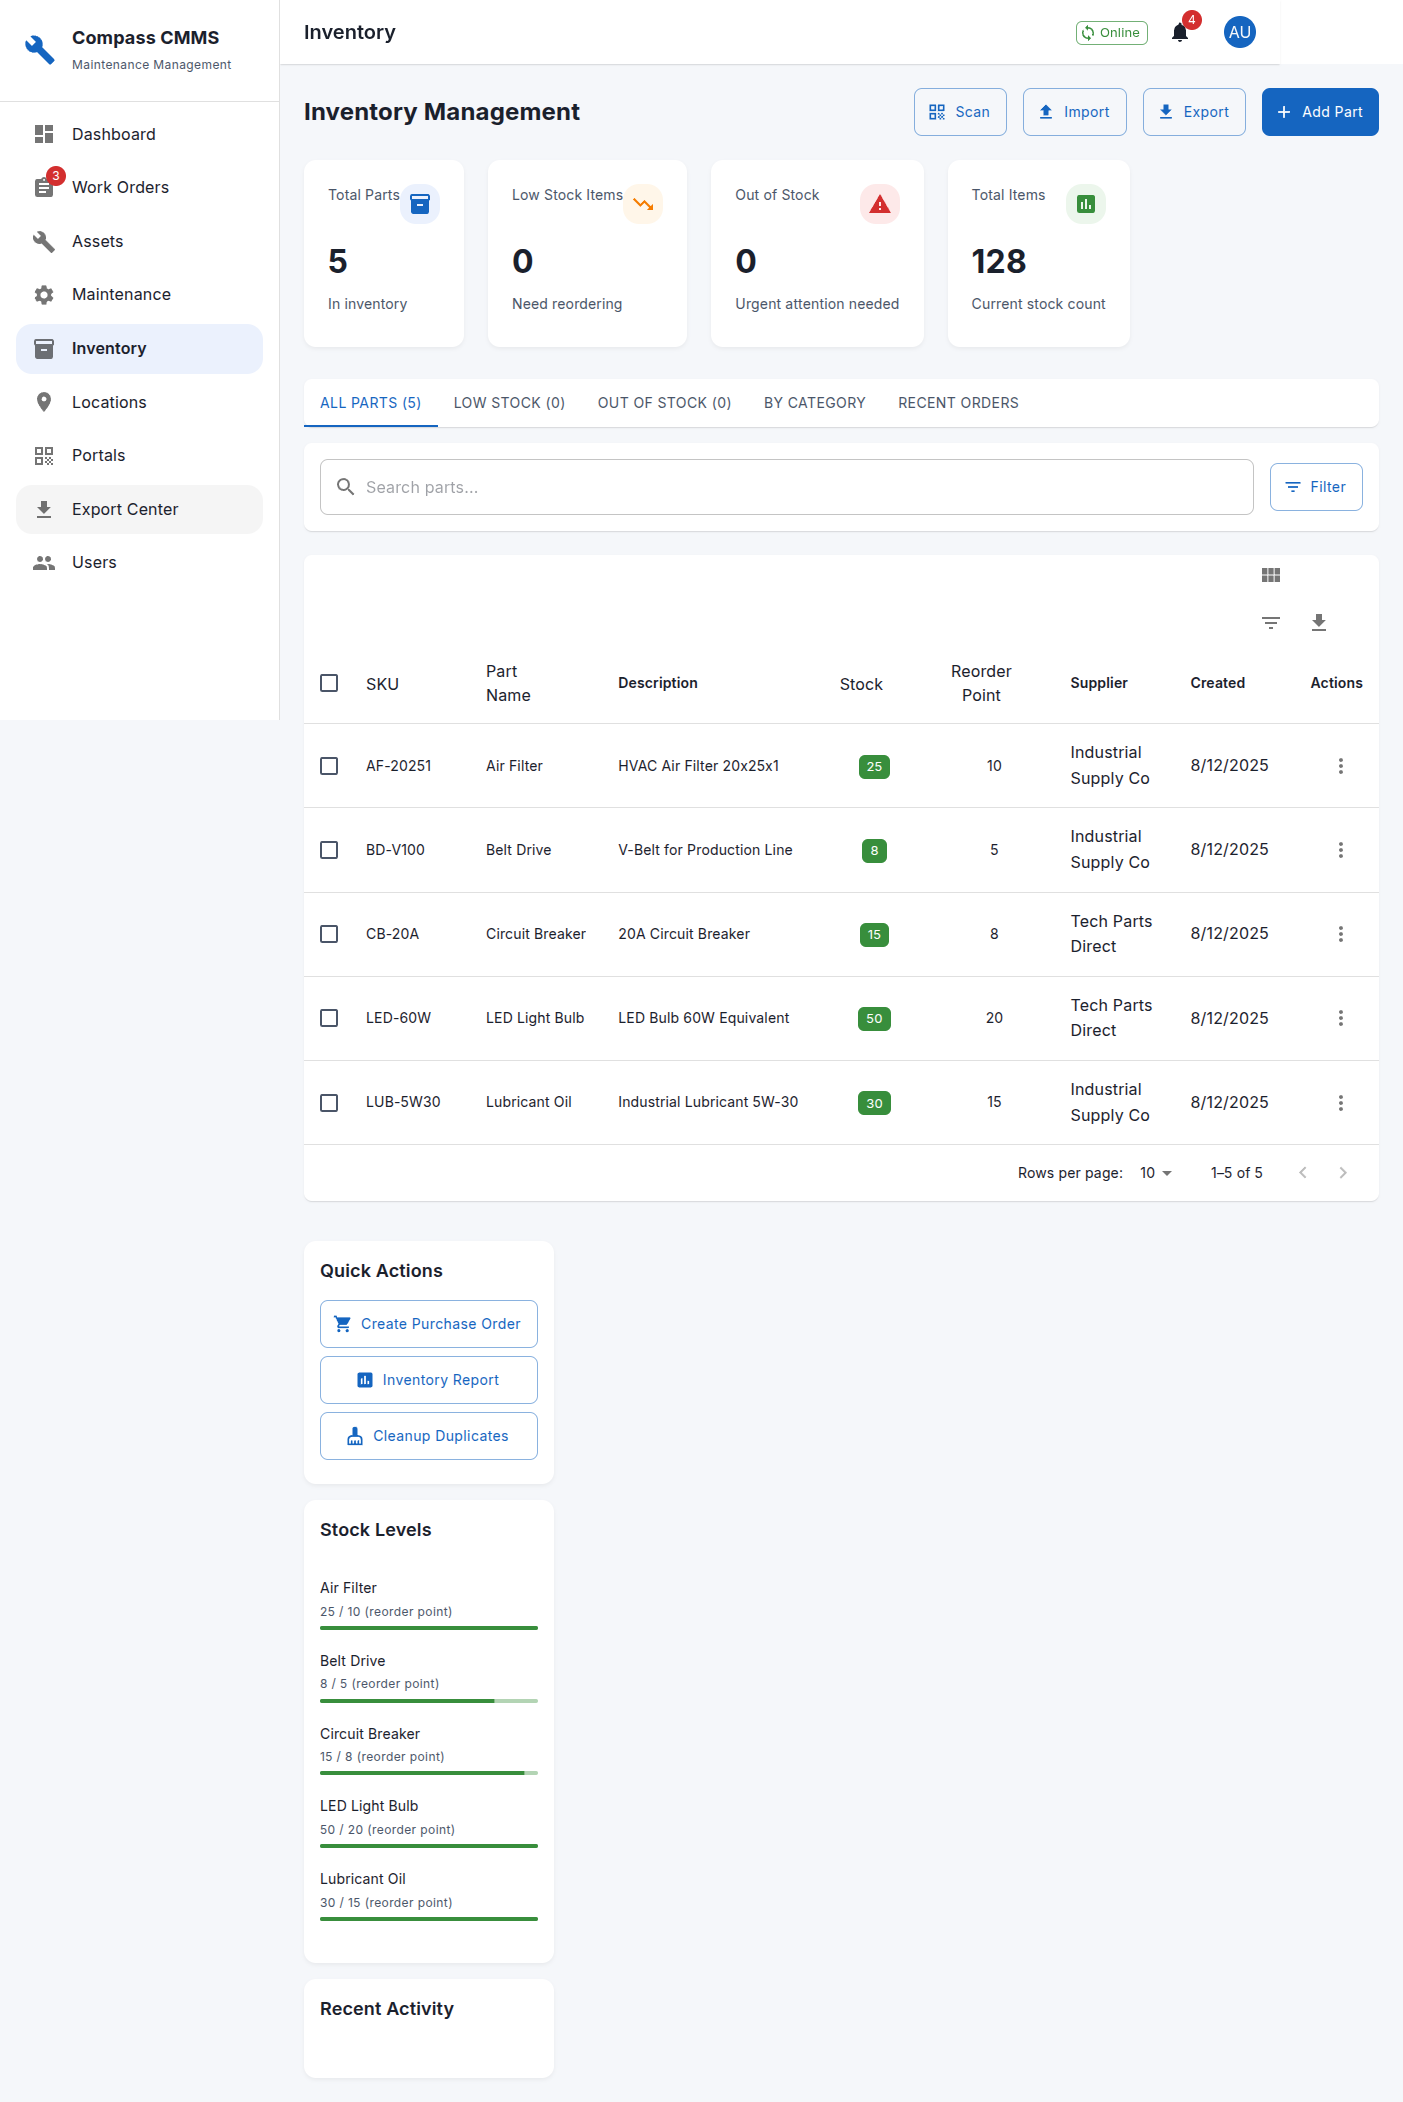 Compass CMMS
Maintenance Management
Dashboard
3
Work Orders
Assets
Maintenance
Inventory
Locations
Portals
Export Center
Users
Inventory
Online
4
AU
Inventory Management
Scan
Import
Export
Add Part
Total Parts
5
In inventory
Low Stock Items
0
Need reordering
Out of Stock
0
Urgent attention needed
Total Items
128
Current stock count
ALL PARTS (5)
LOW STOCK (0)
OUT OF STOCK (0)
BY CATEGORY
RECENT ORDERS
Search parts...
Filter
SKU
Part
Name
Description
Stock
Reorder
Point
Supplier
Created
Actions
AF-20251
Air Filter
HVAC Air Filter 20x25x1
25
10
Industrial
Supply Co
8/12/2025
BD-V100
Belt Drive
V-Belt for Production Line
8
5
Industrial
Supply Co
8/12/2025
CB-20A
Circuit Breaker
20A Circuit Breaker
15
8
Tech Parts
Direct
8/12/2025
LED-60W
LED Light Bulb
LED Bulb 60W Equivalent
50
20
Tech Parts
Direct
8/12/2025
LUB-5W30
Lubricant Oil
Industrial Lubricant 5W-30
30
15
Industrial
Supply Co
8/12/2025
Rows per page:
10
1–5 of 5
Quick Actions
Create Purchase Order
Inventory Report
Cleanup Duplicates
Stock Levels
Air Filter
25 / 10 (reorder point)
Belt Drive
8 / 5 (reorder point)
Circuit Breaker
15 / 8 (reorder point)
LED Light Bulb
50 / 20 (reorder point)
Lubricant Oil
30 / 15 (reorder point)
Recent Activity